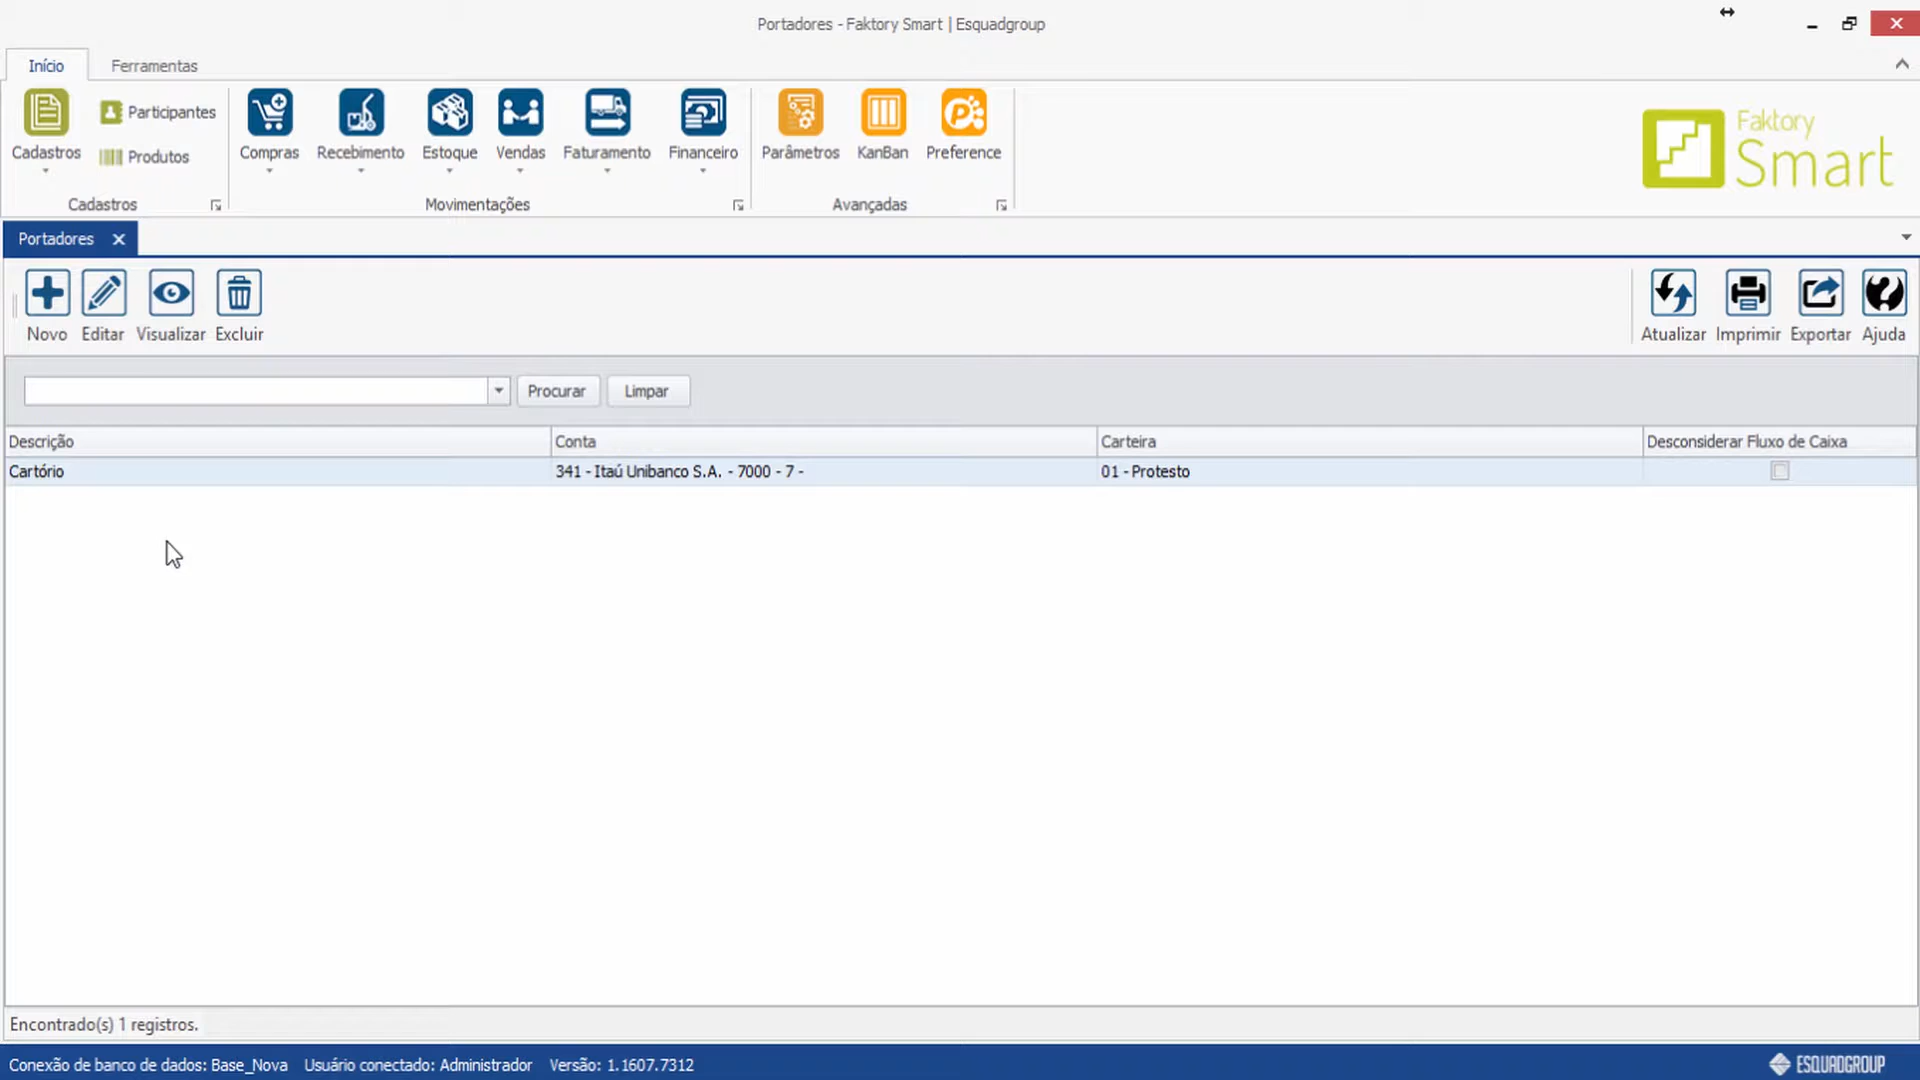 Portadores - Faktory Smart | Esquadgroup
Início Ferramentas
Cadastros Participantes Produtos Compras Recebimento Estoque Vendas Faturamento Financeiro Parâmetros KanBan Preference
Cadastros Movimentações Avançadas
Faktory
Smart
Portadores
Novo Editar Visualizar Excluir Atualizar Imprimir Exportar Ajuda
Procurar Limpar
Descrição Conta Carteira Desconsiderar Fluxo de Caixa
Cartório 341 - Itaú Unibanco S.A. - 7000 - 7 - 01 - Protesto
Encontrado(s) 1 registros.
Conexão de banco de dados: Base_Nova Usuário conectado: Administrador Versão: 1.1607.7312 ESQUADGROUP